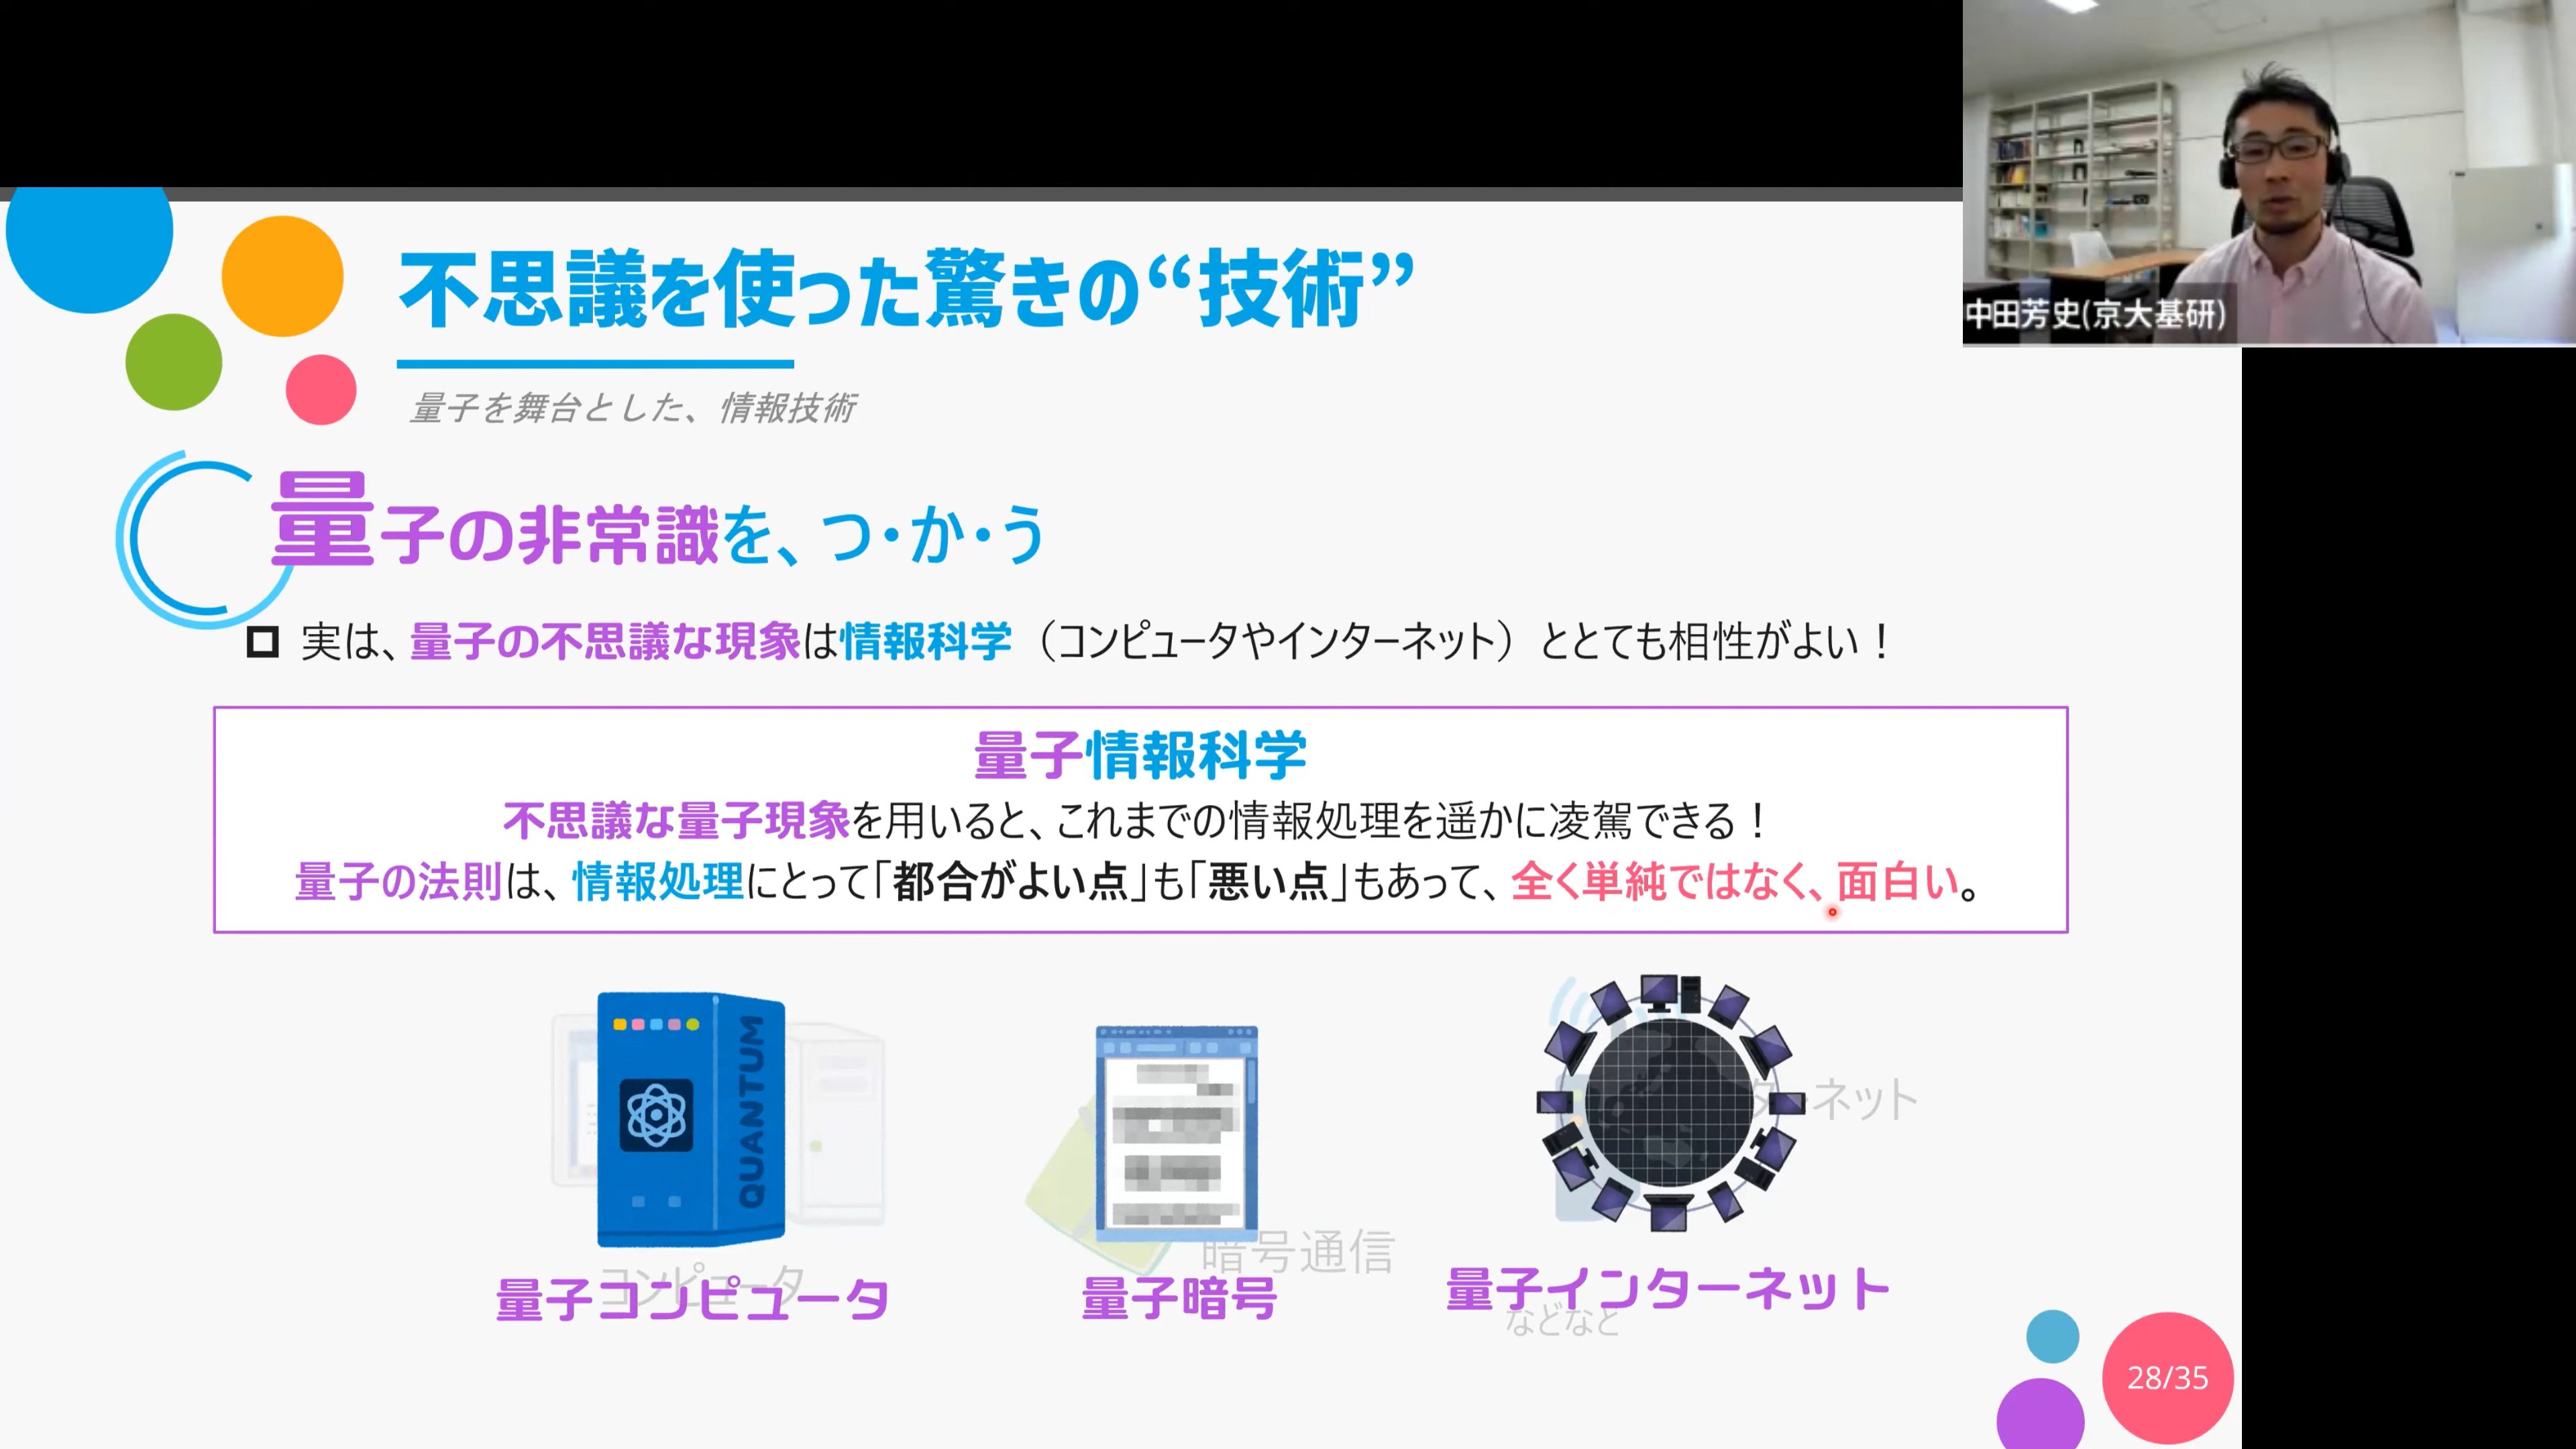 中田芳史(京大基研)
不思議を使った驚きの“技術”
量子を舞台とした、情報技術
量子の非常識を、つ・か・う
実は、量子の不思議な現象は情報科学（コンピュータやインターネット）ととても相性がよい！
量子情報科学
不思議な量子現象を用いると、これまでの情報処理を遥かに凌駕できる！
量子の法則は、情報処理にとって「都合がよい点」も「悪い点」もあって、全く単純ではなく、面白い。
QUANTUM
ターネット
暗号通信
コンピュータ
量子コンピュータ
量子暗号
量子インターネット
などなど
28/35